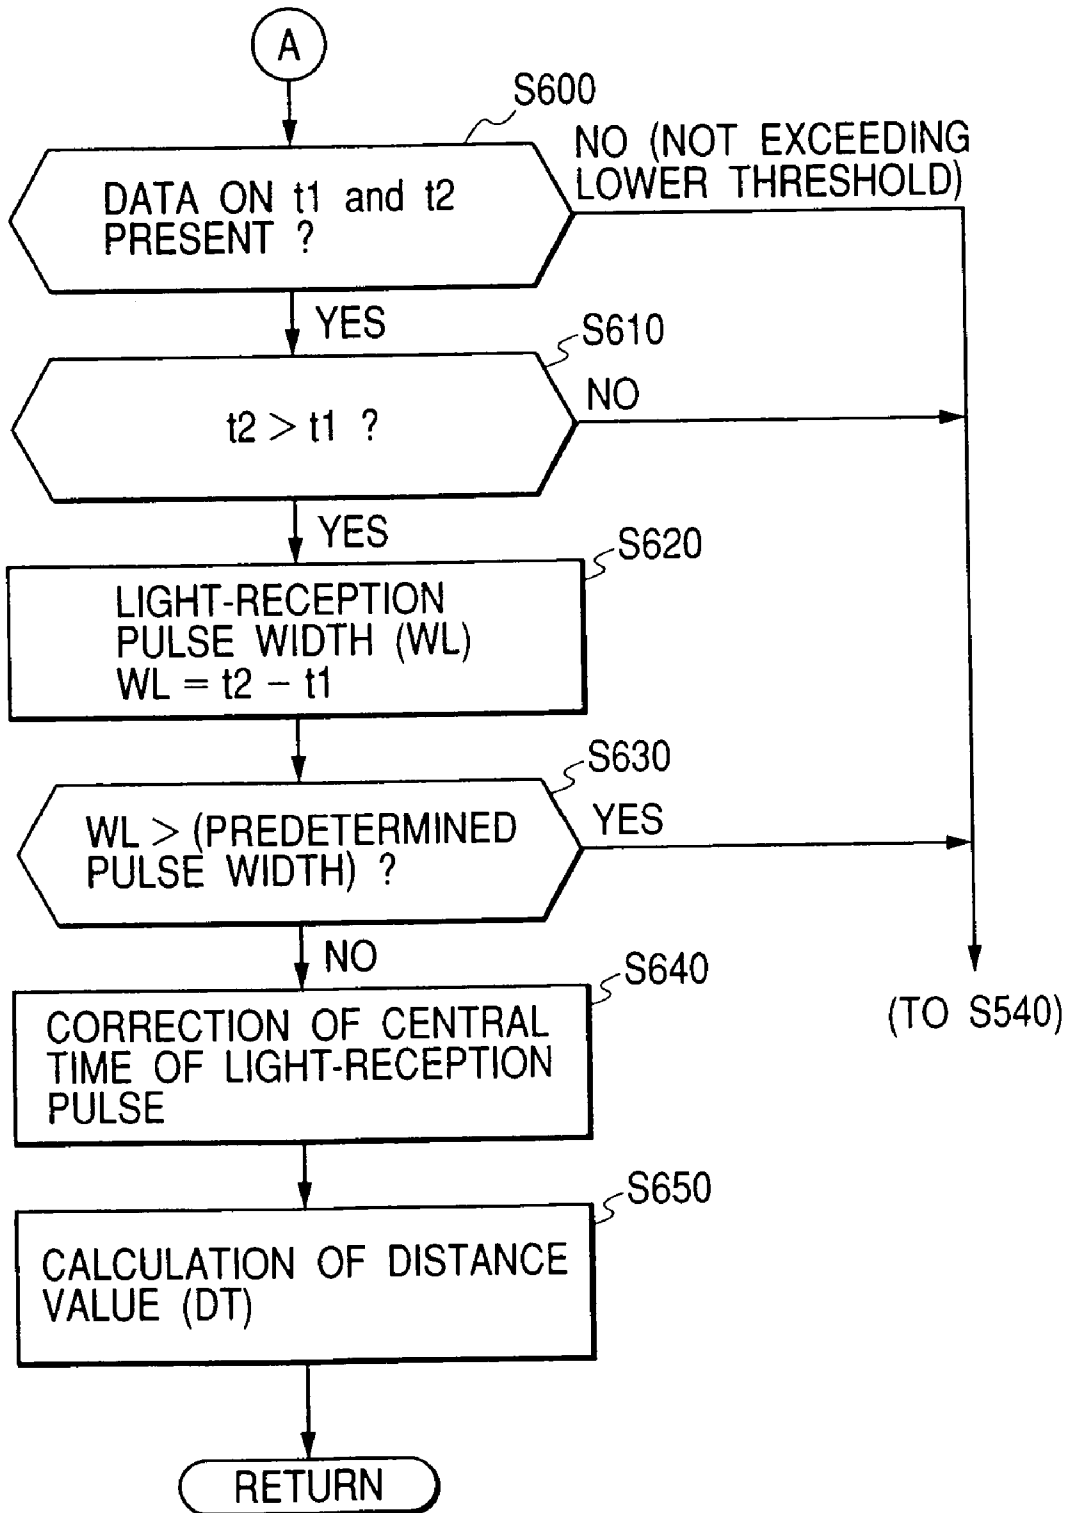 A
S600
NO (NOT EXCEEDING
LOWER THRESHOLD)
DATA ON t1 and t2
PRESENT ?
YES
S610
t2 > t1 ?
NO
YES
S620
LIGHT-RECEPTION
PULSE WIDTH (WL)
WL = t2 − t1
S630
WL > (PREDETERMINED
PULSE WIDTH) ?
YES
NO
S640
(TO S540)
CORRECTION OF CENTRAL
TIME OF LIGHT-RECEPTION
PULSE
S650
CALCULATION OF DISTANCE
VALUE (DT)
RETURN